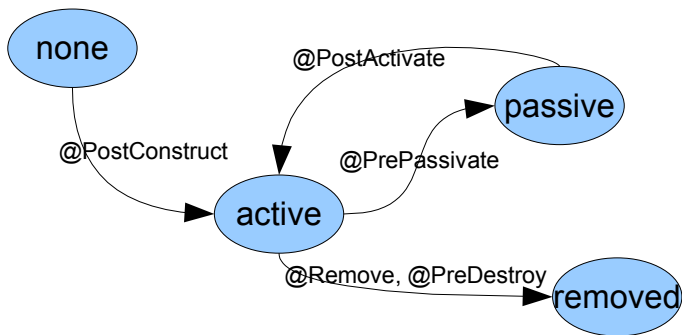 none
@PostActivate
passive
@PostConstruct
@PrePassivate
active
@Remove, @PreDestroy
removed